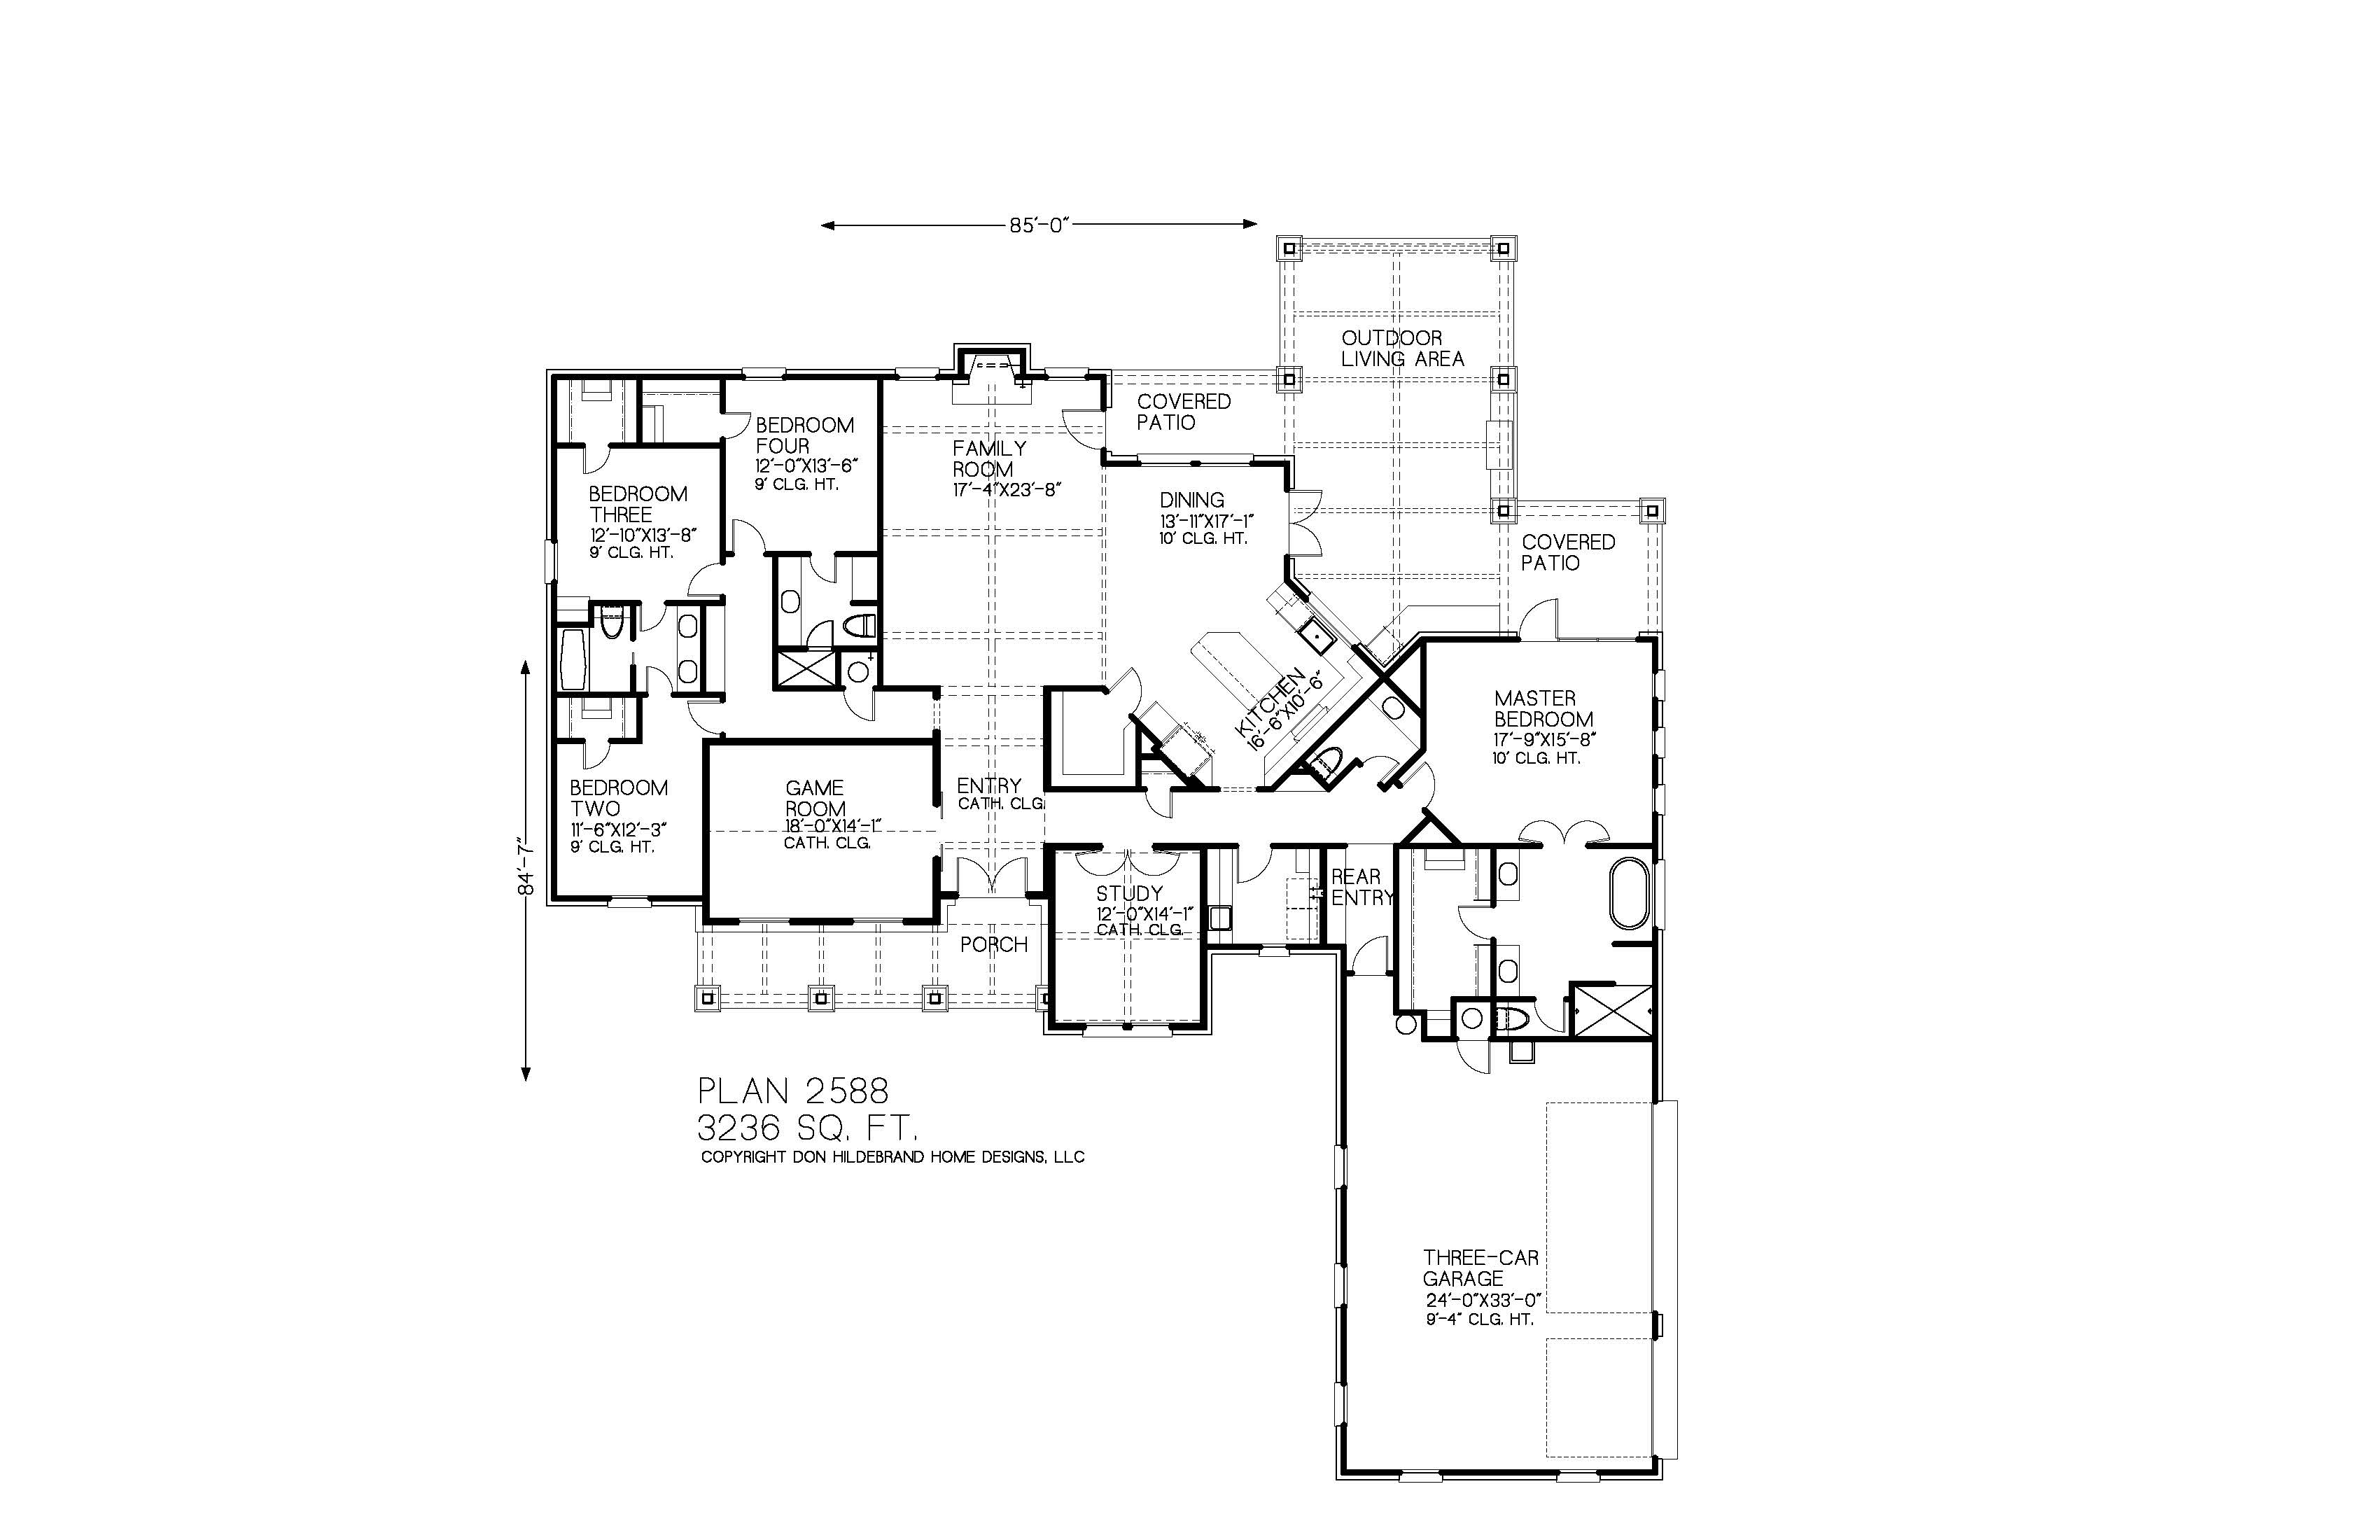 85'-0"
OUTDOOR
LIVING AREA
COVERED
PATIO
BEDROOM
FOUR
12'-0"X13'-6"
9' CLG. HT.
FAMILY
ROOM
17'-4"X23'-8"
BEDROOM
THREE
12'-10"X13'-8"
9' CLG. HT.
DINING
13'-11"X17'-1"
10' CLG. HT.
COVERED
PATIO
KITCHEN
16'-6"X10'-6"
MASTER
BEDROOM
17'-9"X15'-8"
10' CLG. HT.
BEDROOM
TWO
11'-6"X12'-3"
9' CLG. HT.
GAME
ROOM
18'-0"X14'-1"
CATH. CLG.
ENTRY
CATH. CLG.
84'-7"
STUDY
12'-0"X14'-1"
CATH. CLG.
REAR
ENTRY
PORCH
PLAN 2588
3236 SQ. FT.
COPYRIGHT DON HILDEBRAND HOME DESIGNS, LLC
THREE-CAR
GARAGE
24'-0"X33'-0"
9'-4" CLG. HT.